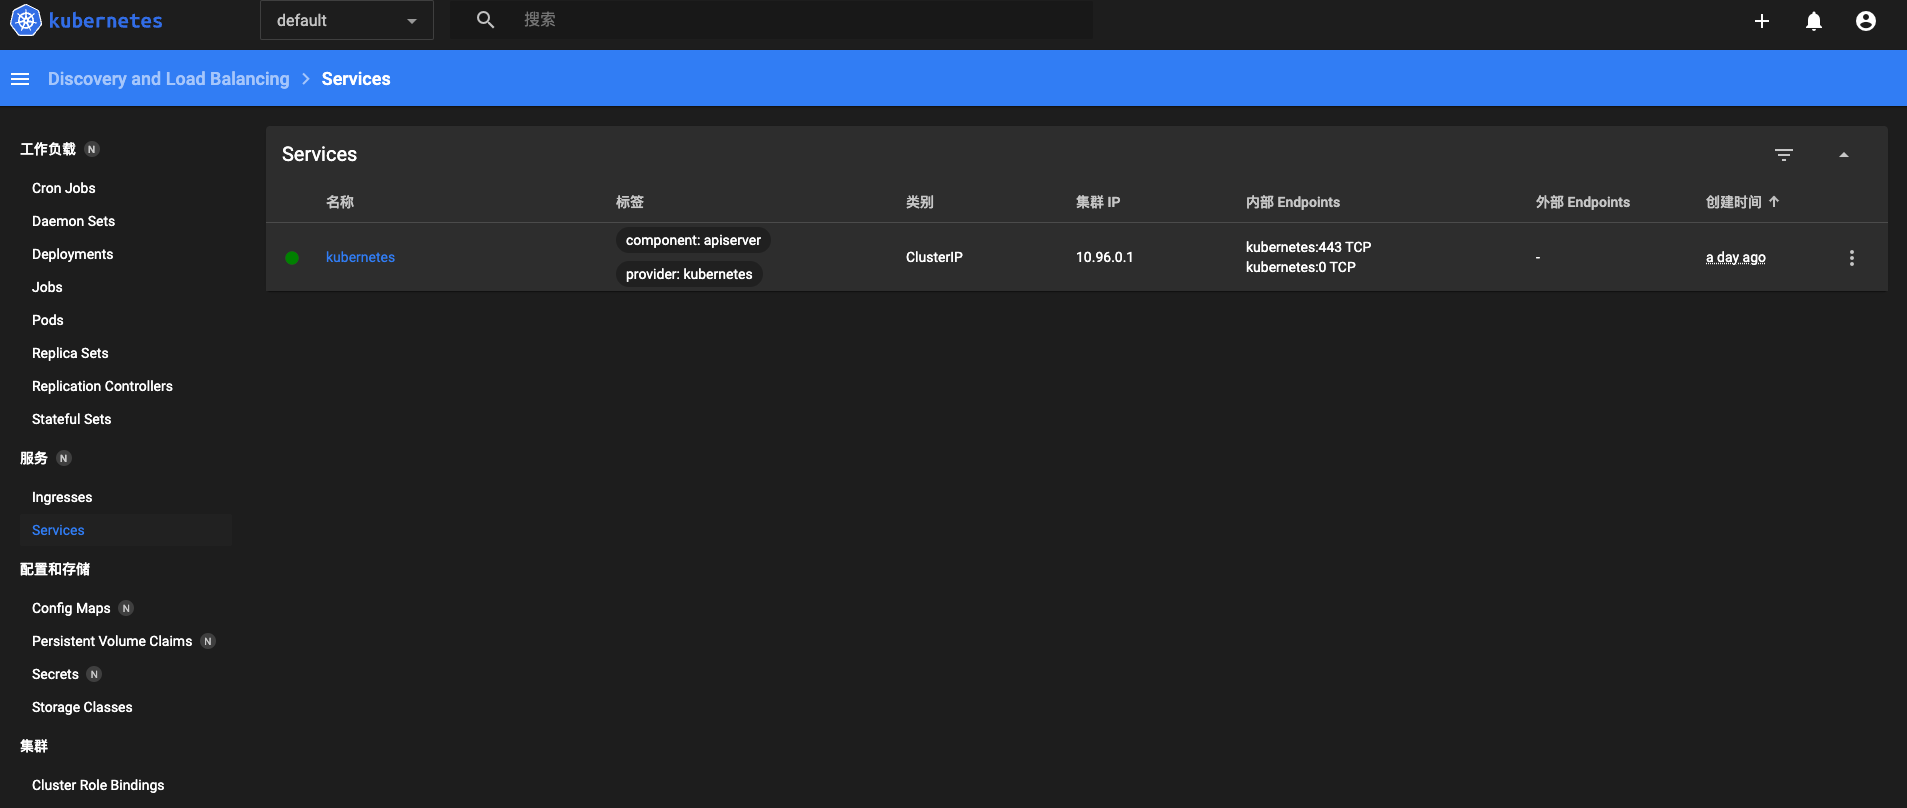 kubernetes
default
搜索
Discovery and Load Balancing > Services
工作负载 N
Cron Jobs
Daemon Sets
Deployments
Jobs
Pods
Replica Sets
Replication Controllers
Stateful Sets
服务 N
Ingresses
Services
配置和存储
Config Maps N
Persistent Volume Claims N
Secrets N
Storage Classes
集群
Cluster Role Bindings
Services
名称 标签 类别 集群 IP 内部 Endpoints 外部 Endpoints 创建时间
kubernetes
component: apiserver
provider: kubernetes
ClusterIP
10.96.0.1
kubernetes:443 TCP
kubernetes:0 TCP
-
a day ago